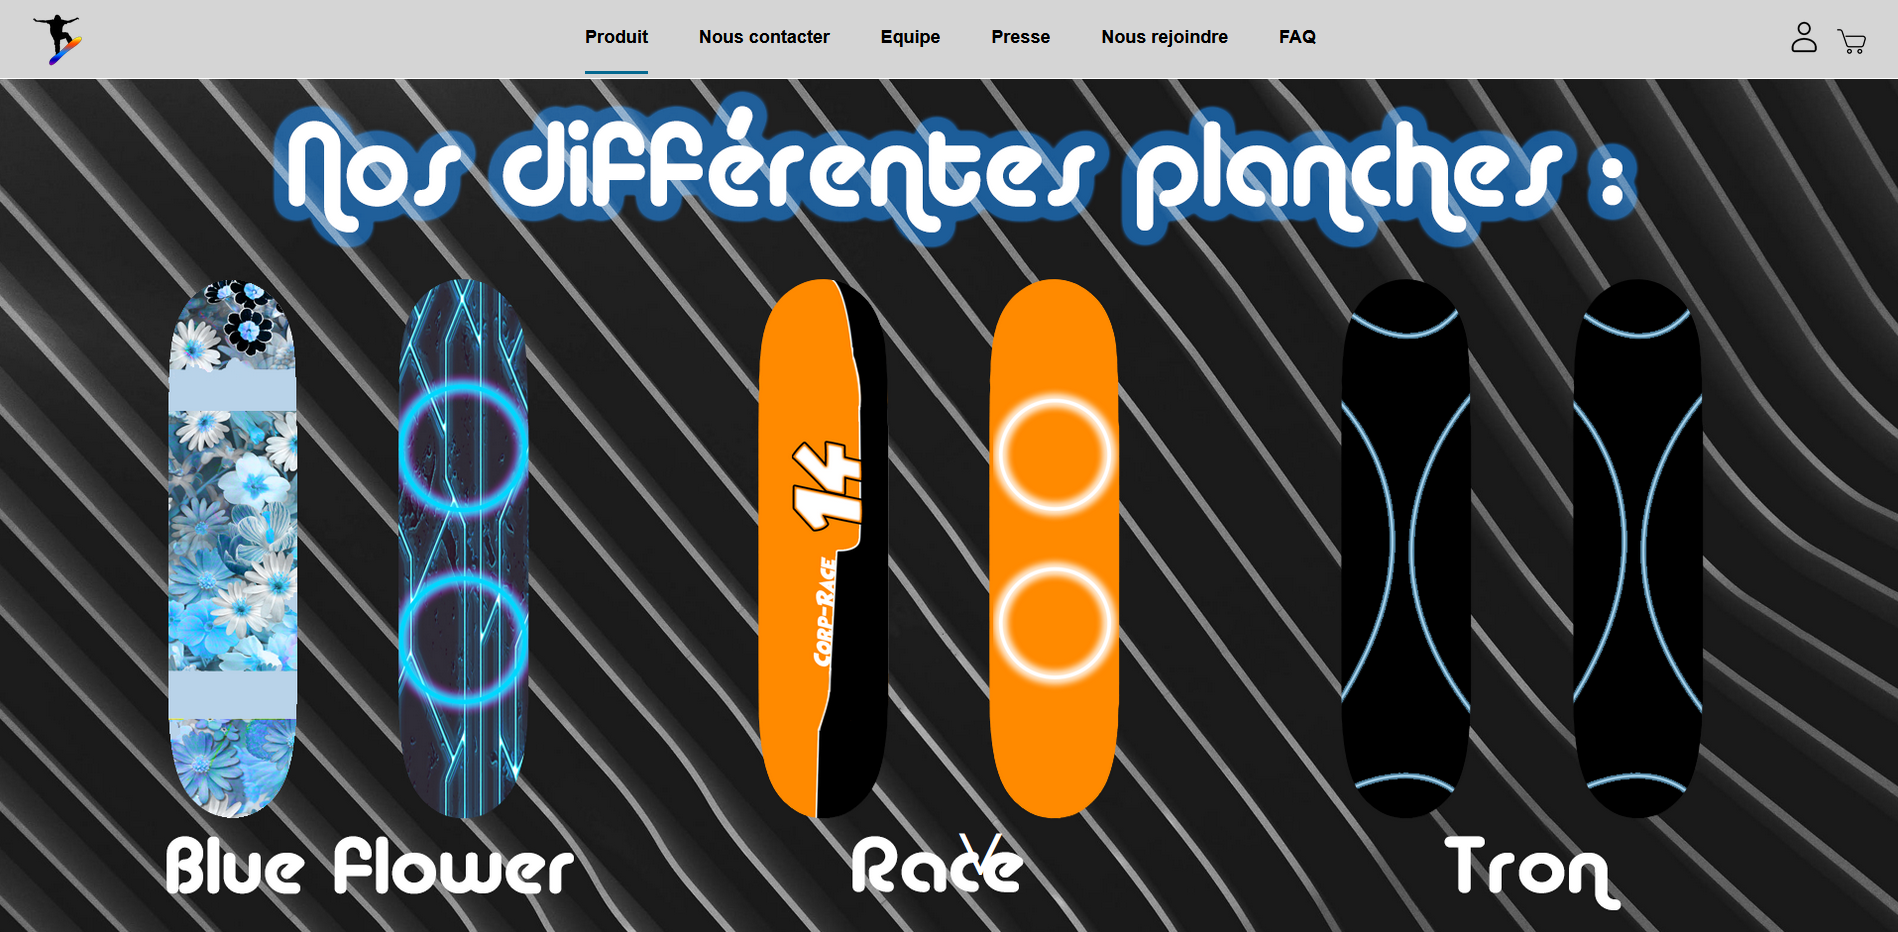 Produit Nous contacter Equipe Presse Nous rejoindre FAQ
Nos différentes planches :
14
CORP-RACE
Blue Flower Race Tron
V